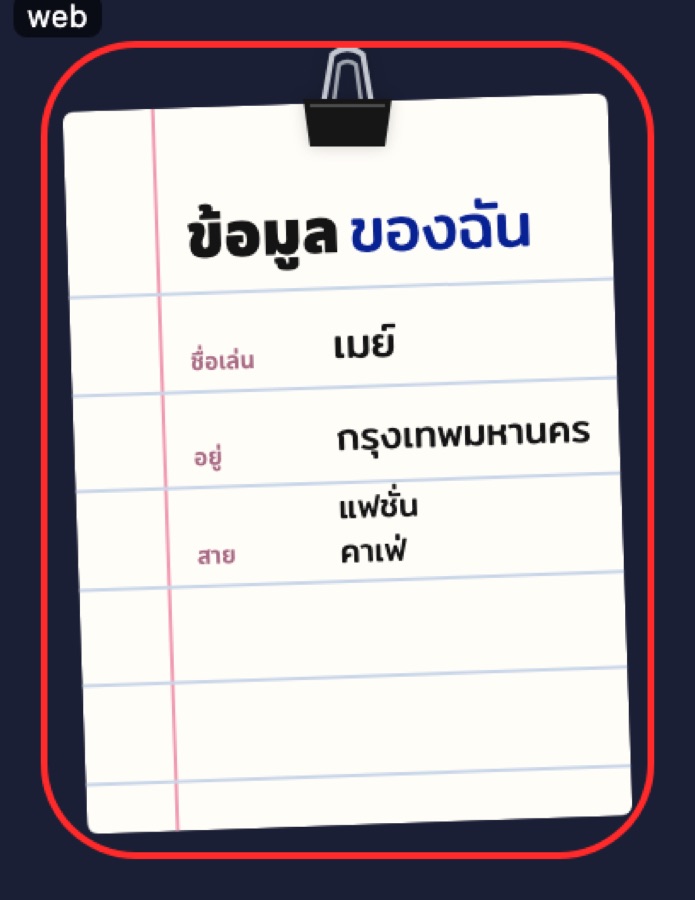 web
ข้อมูล ของฉัน
ชื่อเล่น เมย์
อยู่ กรุงเทพมหานคร
สาย แฟชั่น
คาเฟ่